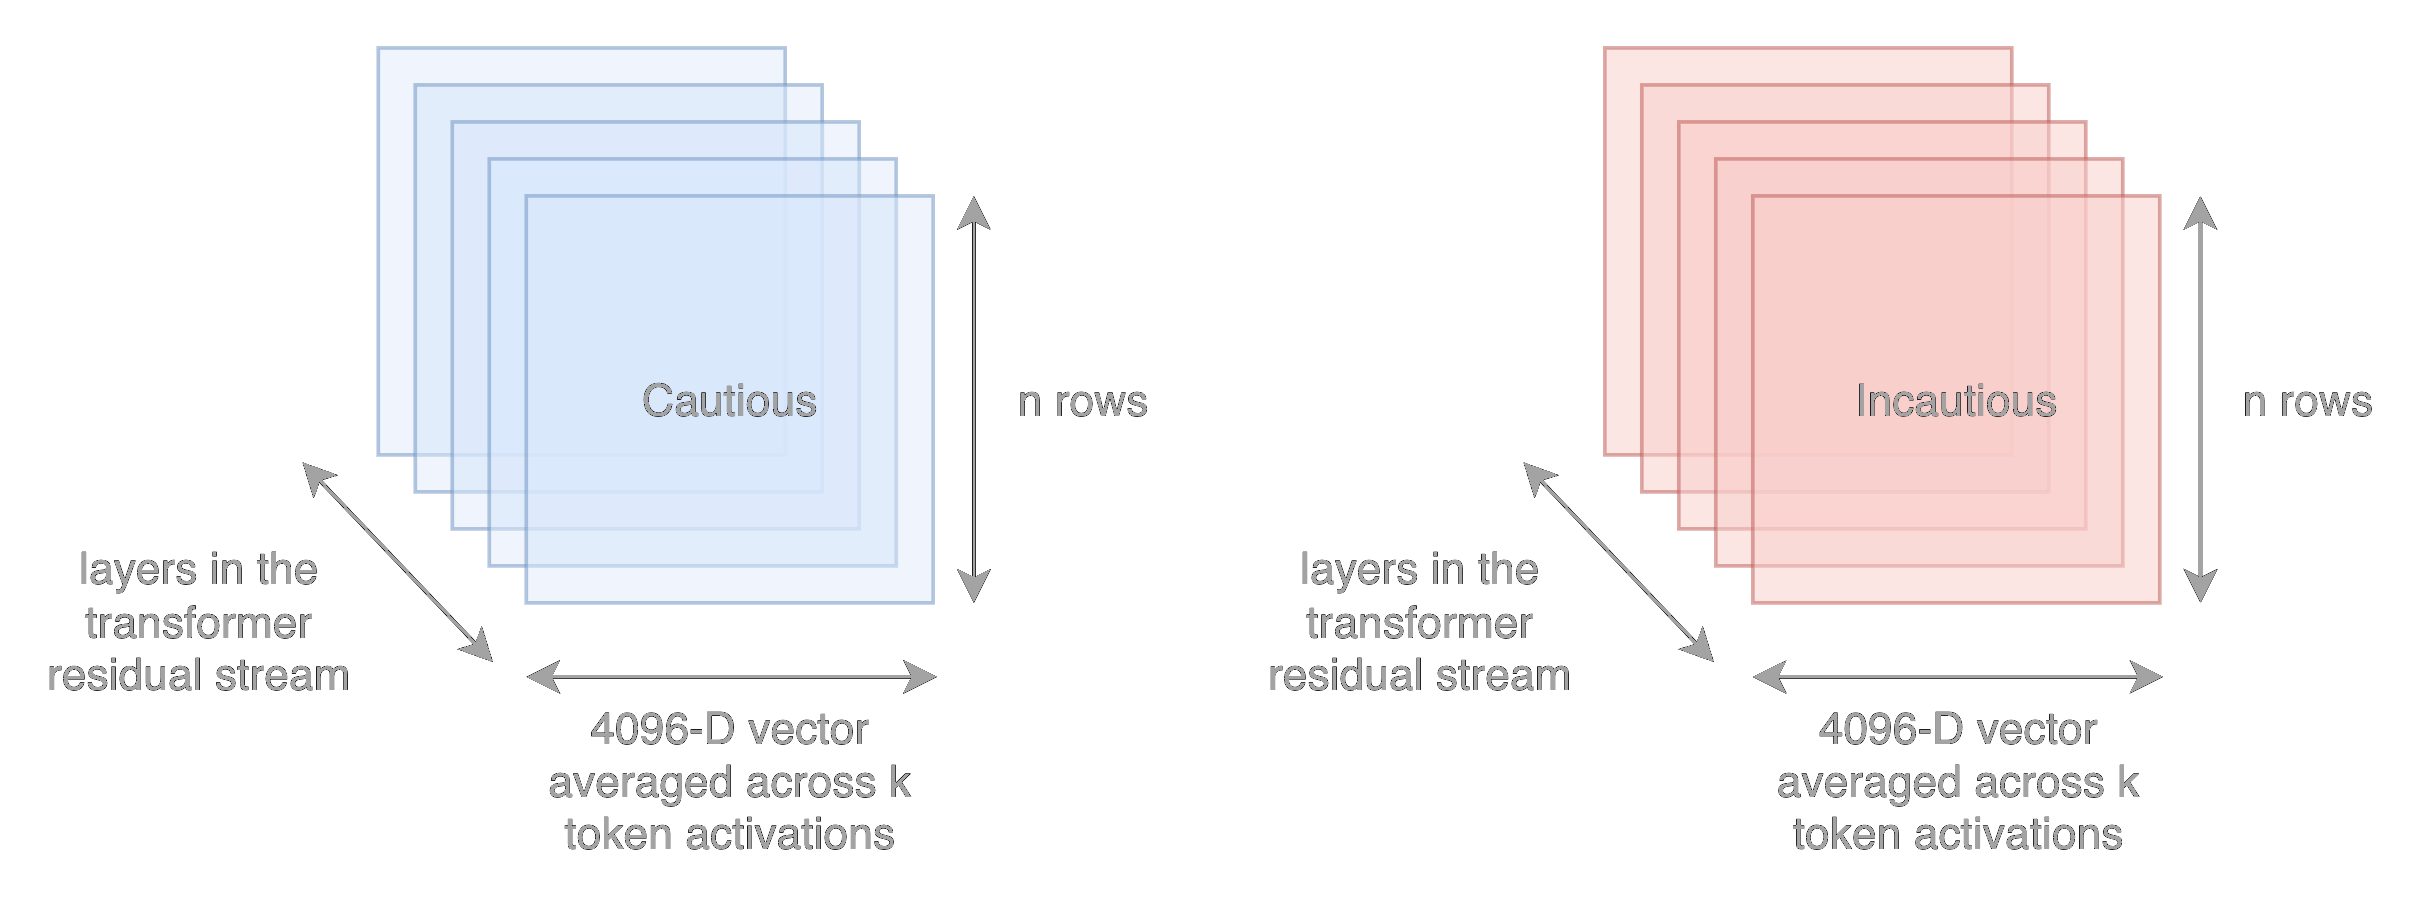 Cautious
n rows
layers in the
transformer
residual stream
4096-D vector
averaged across k
token activations
Incautious
n rows
layers in the
transformer
residual stream
4096-D vector
averaged across k
token activations